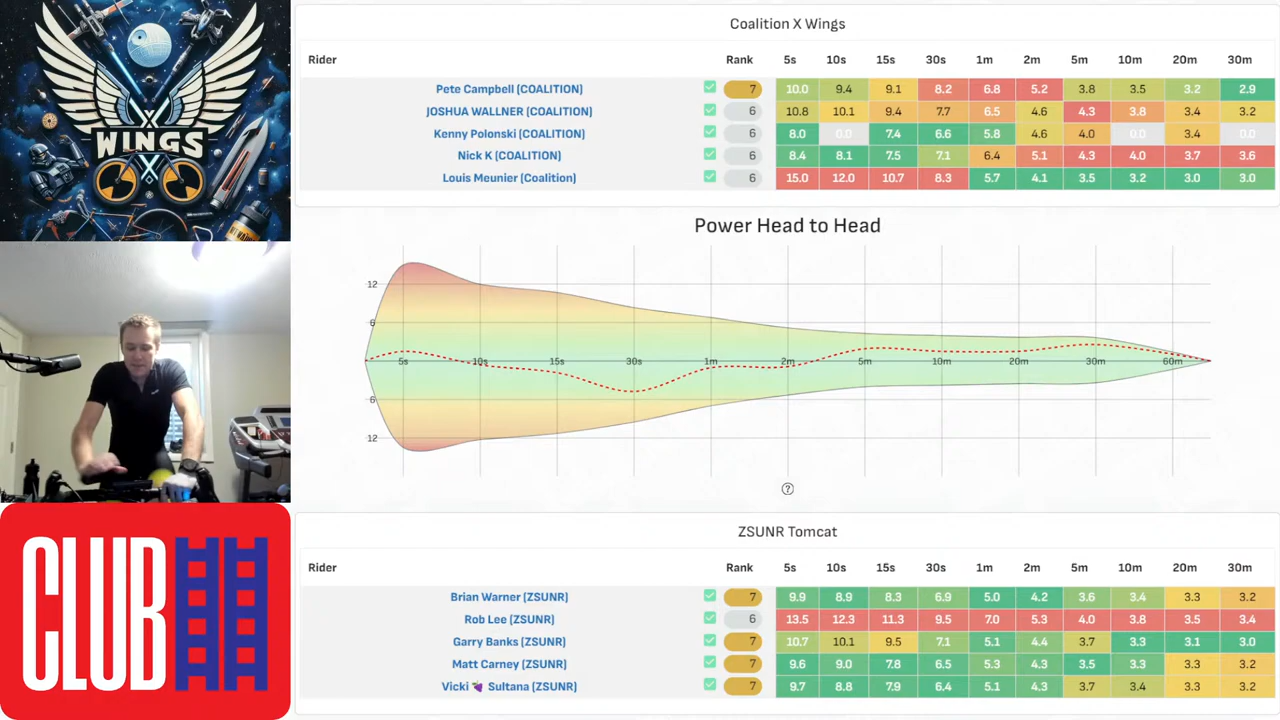 X
WINGS
X
CLUB
Coalition X Wings
Rider Rank 5s 10s 15s 30s 1m 2m 5m 10m 20m 30m
Pete Campbell (COALITION) 7 10.0 9.4 9.1 8.2 6.8 5.2 3.8 3.5 3.2 2.9
JOSHUA WALLNER (COALITION) 6 10.8 10.1 9.4 7.7 6.5 4.6 4.3 3.8 3.4 3.2
Kenny Polonski (COALITION) 6 8.0 0.0 7.4 6.6 5.8 4.6 4.0 0.0 3.4 0.0
Nick K (COALITION) 6 8.4 8.1 7.5 7.1 6.4 5.1 4.3 4.0 3.7 3.6
Louis Meunier (Coalition) 6 15.0 12.0 10.7 8.3 5.7 4.1 3.5 3.2 3.0 3.0
Power Head to Head
12
6
5s 10s 15s 30s 1m 2m 5m 10m 20m 30m 60m
6
12
?
ZSUNR Tomcat
Rider Rank 5s 10s 15s 30s 1m 2m 5m 10m 20m 30m
Brian Warner (ZSUNR) 7 9.9 8.9 8.3 6.9 5.0 4.2 3.6 3.4 3.3 3.2
Rob Lee (ZSUNR) 6 13.5 12.3 11.3 9.5 7.0 5.3 4.0 3.8 3.5 3.4
Garry Banks (ZSUNR) 7 10.7 10.1 9.5 7.1 5.1 4.4 3.7 3.3 3.1 3.0
Matt Carney (ZSUNR) 7 9.6 9.0 7.8 6.5 5.3 4.3 3.5 3.3 3.3 3.2
Vicki 🍇 Sultana (ZSUNR) 7 9.7 8.8 7.9 6.4 5.1 4.3 3.7 3.4 3.3 3.2